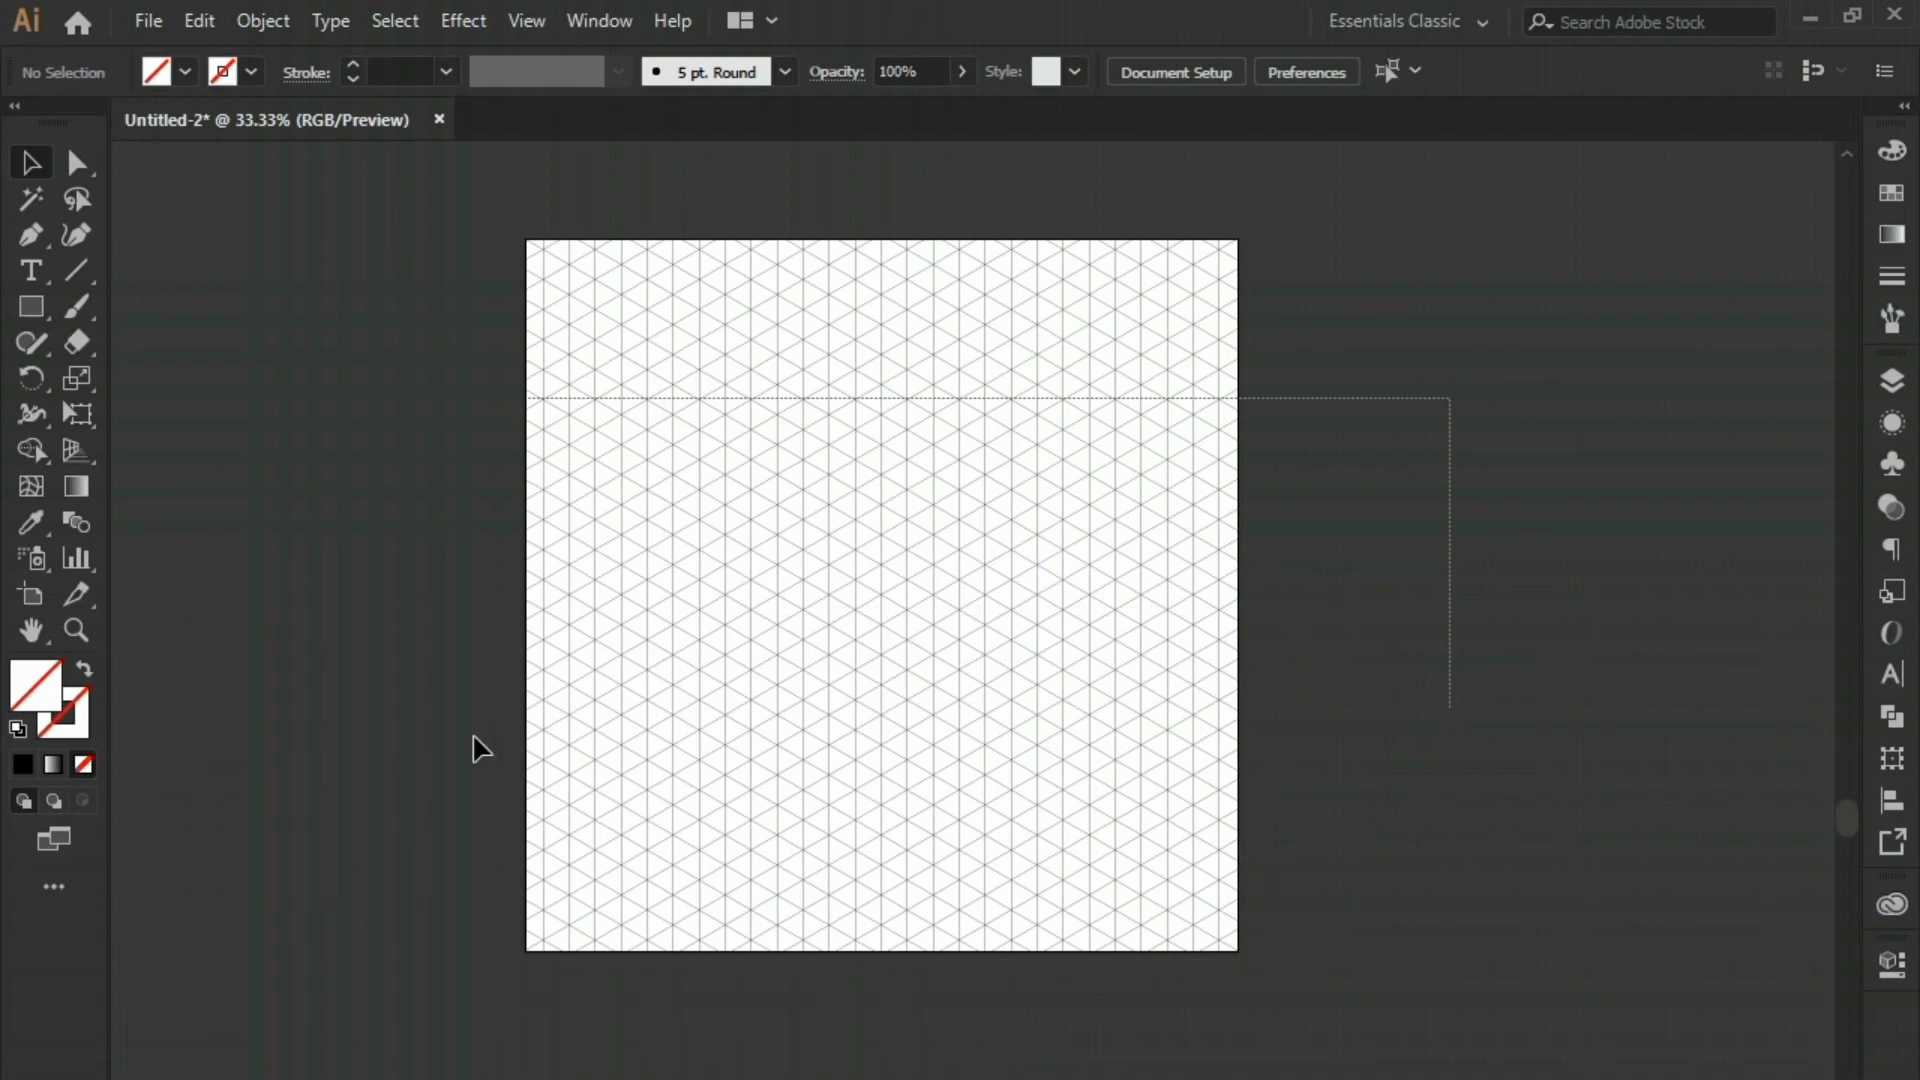 Ai File Edit Object Type Select Effect View Window Help Essentials Classic Search Adobe Stock
No Selection Stroke: 5 pt. Round Opacity: 100% Style: Document Setup Preferences
Untitled-2* @ 33.33% (RGB/Preview)